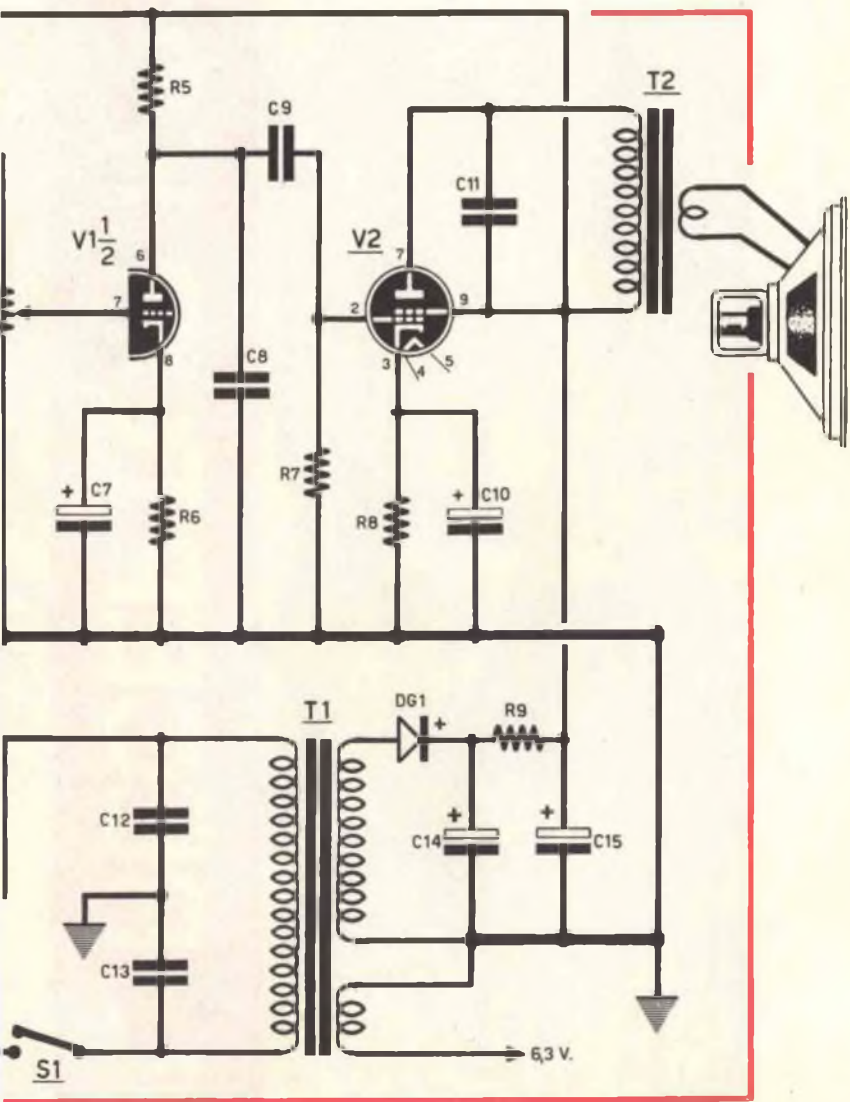 T2
R5
C9
C11
V1 1/2
6
7
8
V2
7
2
9
3
4
5
C8
+
C7
R6
R7
R8
+
C10
T1
DG1
+
R9
C12
+
C14
+
C15
C13
S1
6,3 V.